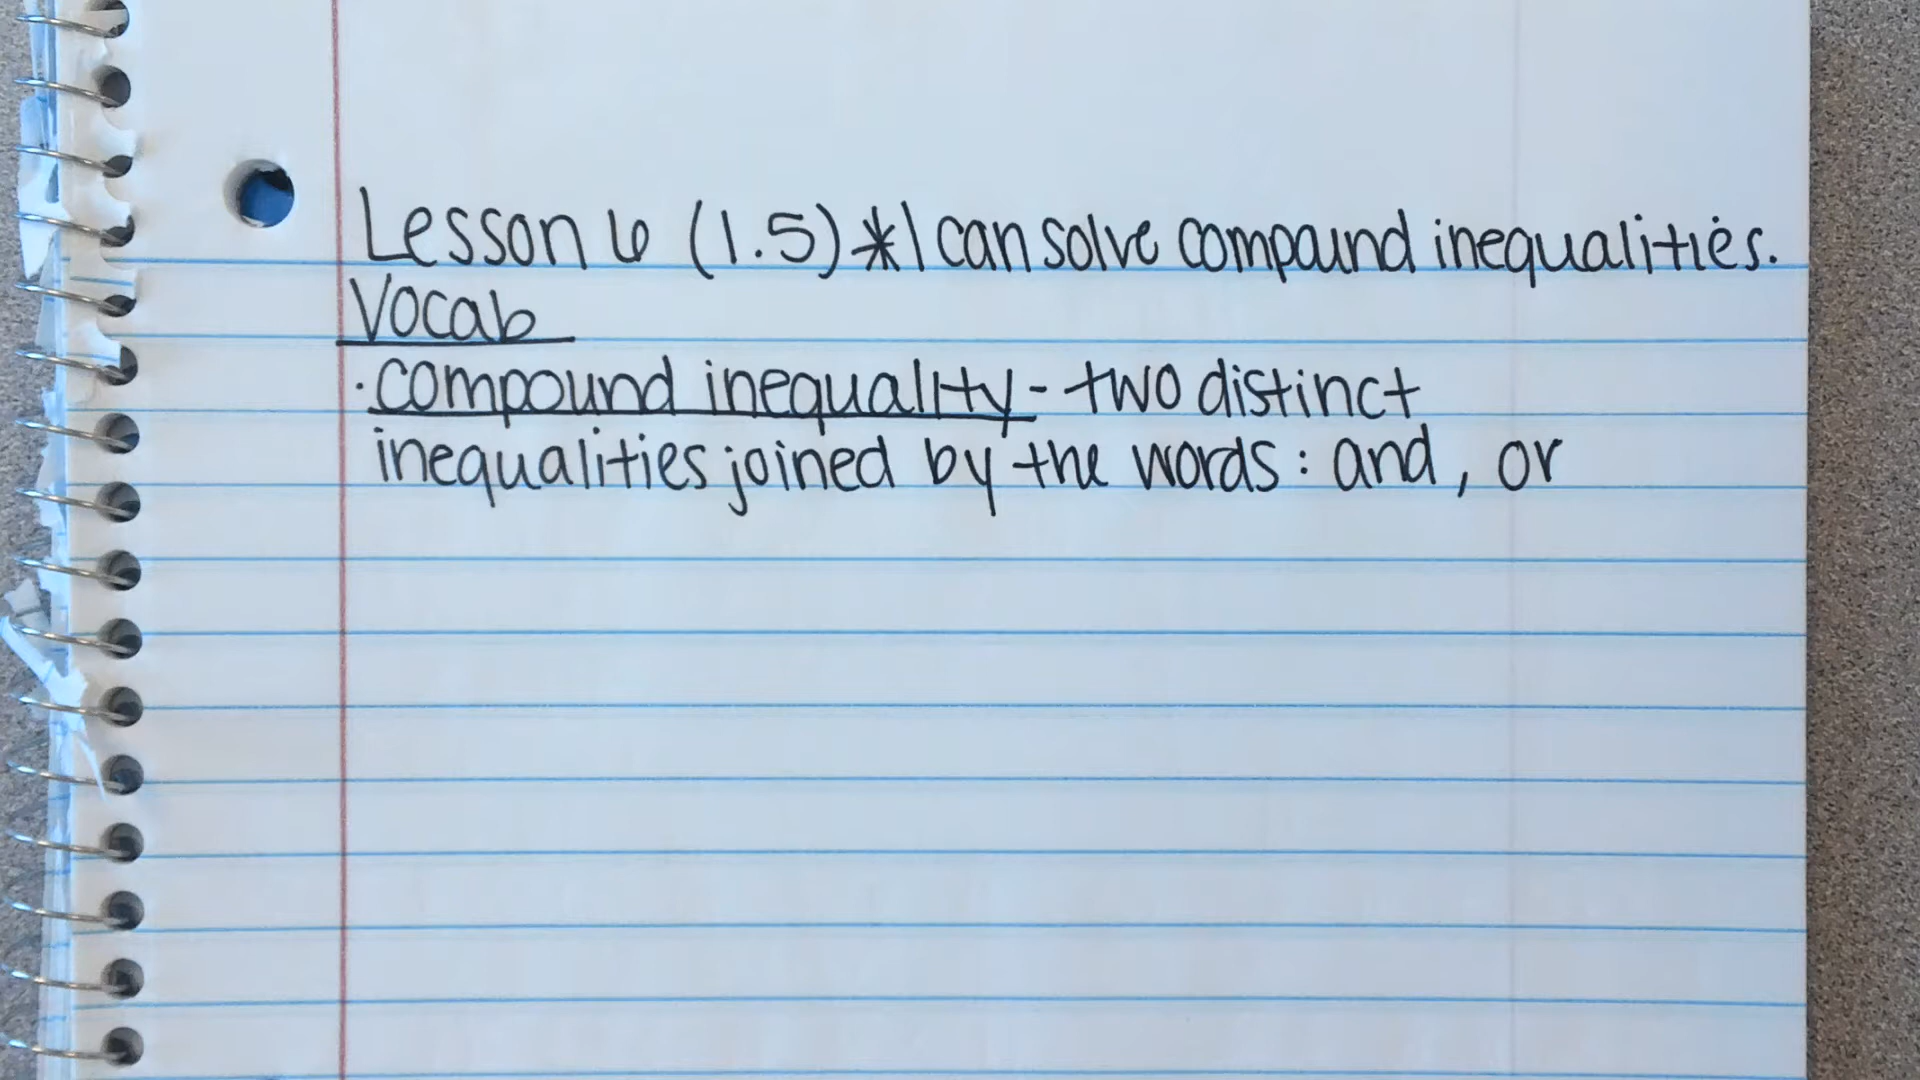 Lesson 6 (1.5) *I can solve compound inequalities.
Vocab
· compound inequality - two distinct
inequalities joined by the words: and, or